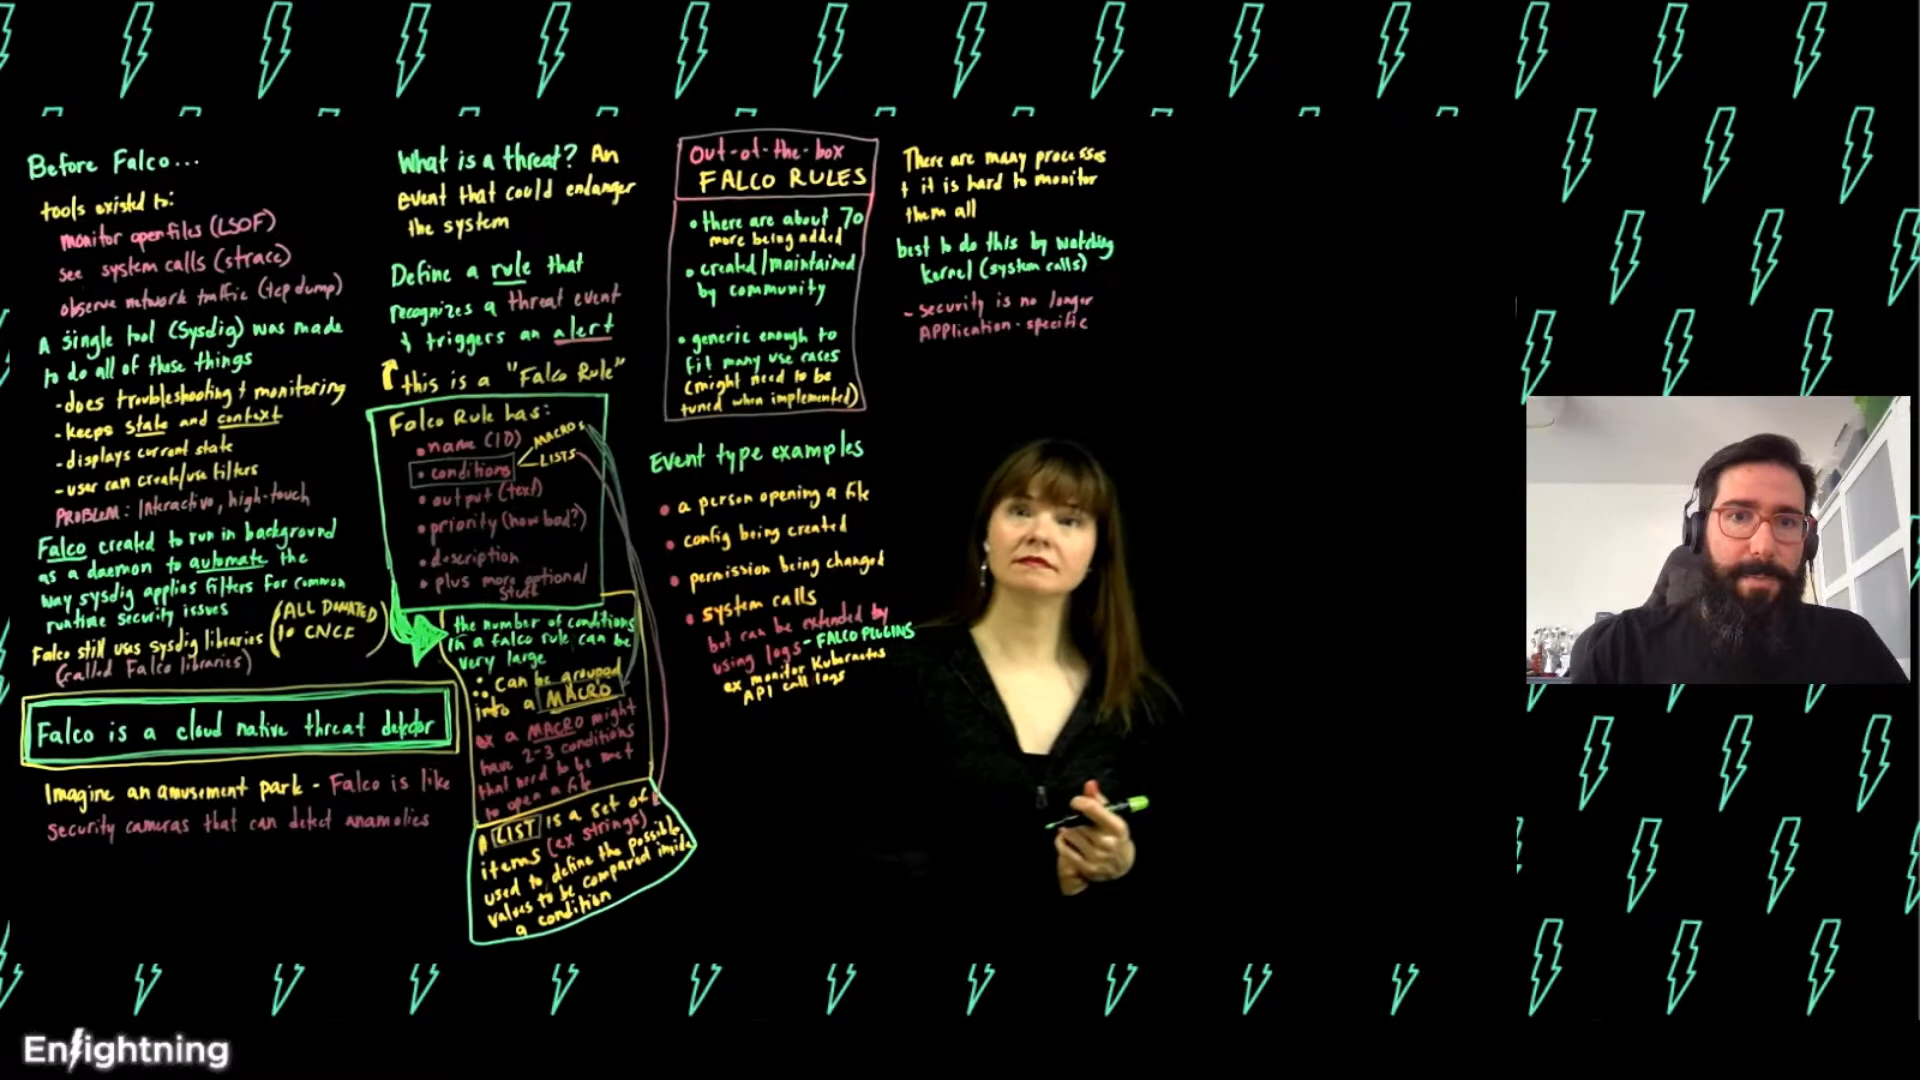 Before Falco...
tools existed to:
monitor open files (LSOF)
see system calls (strace)
observe network traffic (tcp dump)
A single tool (Sysdig) was made
to do all of these things
- does troubleshooting + monitoring
- keeps state and context
- displays current state
- user can create/use filters
PROBLEM: Interactive, high-touch
Falco created to run in background
as a daemon to automate the
way sysdig applies filters for common
runtime security issues
(ALL DONATED
to CNCF)
Falco still uses sysdig libraries
(called Falco libraries)
Falco is a cloud native threat detector
Imagine an amusement park - Falco is like
security cameras that can detect anamolies
What is a threat? An
event that could endanger
the system
Define a rule that
recognizes a threat event
+ triggers an alert
this is a "Falco Rule"
Falco Rule has:
• name (ID)
• conditions
MACROS
LISTS
• output (text)
• priority (how bad?)
• description
• plus more optional
stuff
the number of conditions
in a falco rule can be
very large
∴ can be grouped
into a MACRO
ex a MACRO might
have 2-3 conditions
that need to be met
to open a file
A LIST is a set of
items (ex strings)
used to define the possible
values to be compared inside
a condition
Out-of-the-box
FALCO RULES
• there are about 70
more being added
• created/maintained
by community
• generic enough to
fit many use cases
(might need to be
tuned when implemented)
Event type examples
• a person opening a file
• config being created
• permission being changed
• system calls
but can be extended by
using logs - FALCO PLUGINS
ex monitor Kubernetes
API call logs
There are many processes
+ it is hard to monitor
them all
best to do this by watching
kernel (system calls)
- security is no longer
APPlication-specific
Enlightning